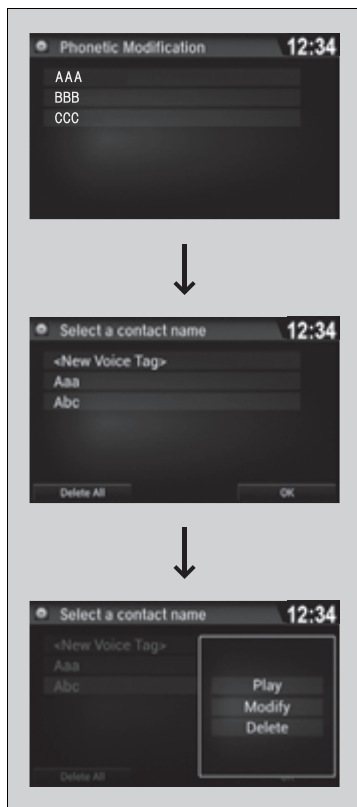 Phonetic Modification 12:34
AAA
BBB
CCC
Select a contact name 12:34
<New Voice Tag>
Aaa
Abc
Delete All OK
Select a contact name 12:34
<New Voice Tag>
Aaa
Abc
Play
Modify
Delete
Delete All